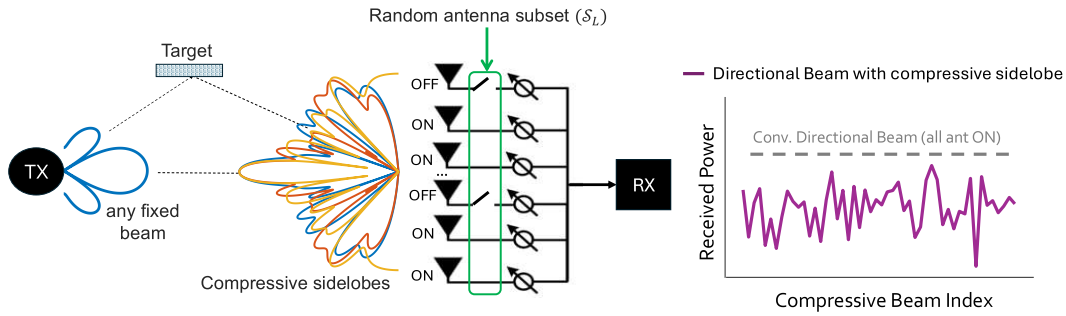 Random antenna subset (𝒮_L)
Target
TX
any fixed
beam
Compressive sidelobes
OFF
ON
ON
...
OFF
ON
ON
RX
Directional Beam with compressive sidelobe
Conv. Directional Beam (all ant ON)
Received Power
Compressive Beam Index